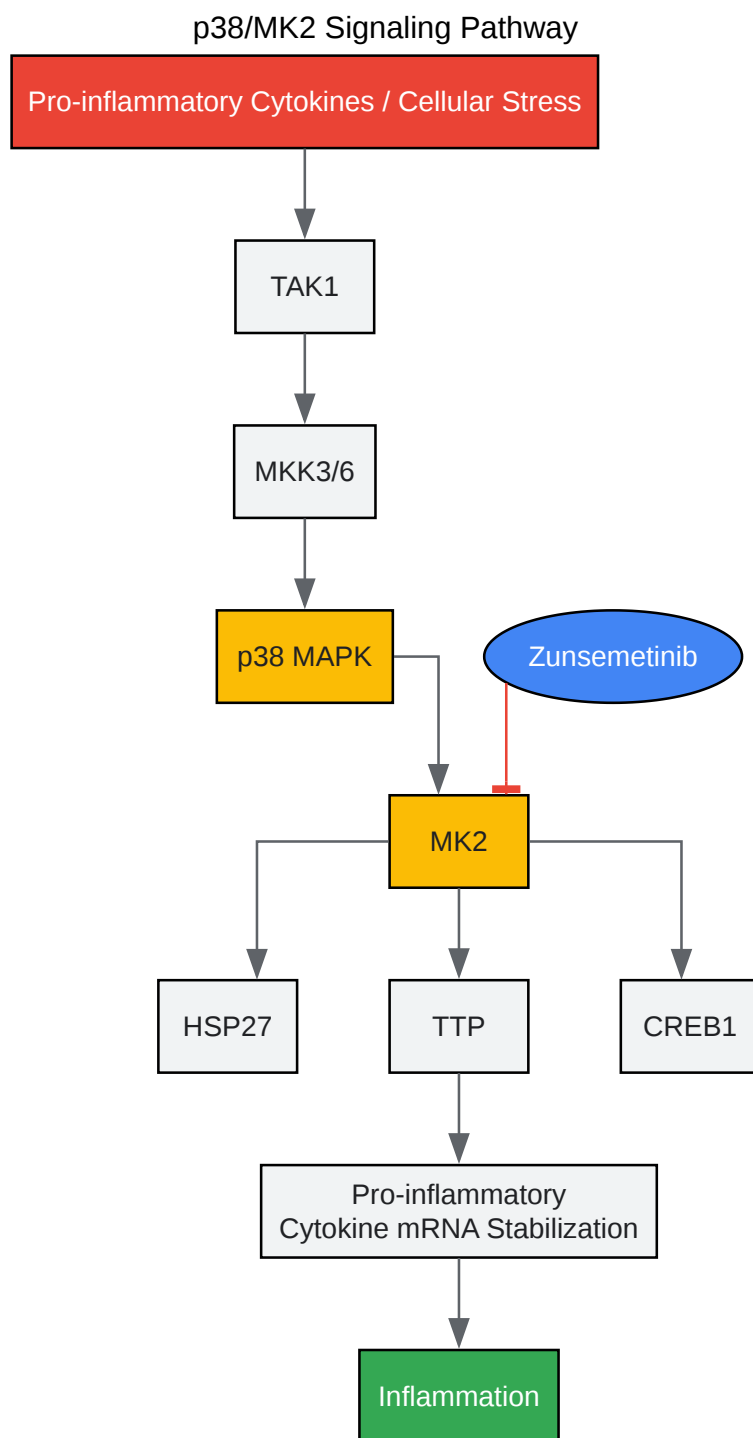 p38/MK2 Signaling Pathway
Pro-inflammatory Cytokines / Cellular Stress
TAK1
MKK3/6
p38 MAPK
Zunsemetinib
MK2
HSP27
TTP
CREB1
Pro-inflammatory
Cytokine mRNA Stabilization
Inflammation